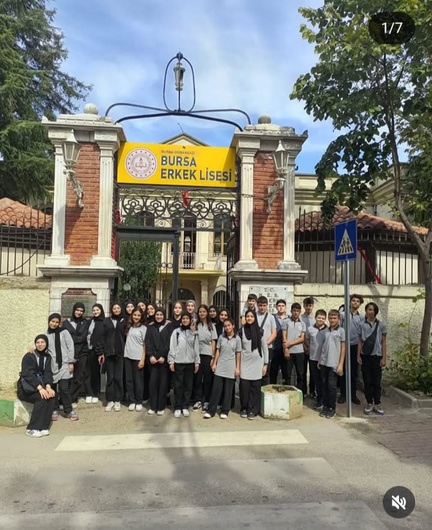 1/7
BURSA
ERKEK LİSESİ
T.C.